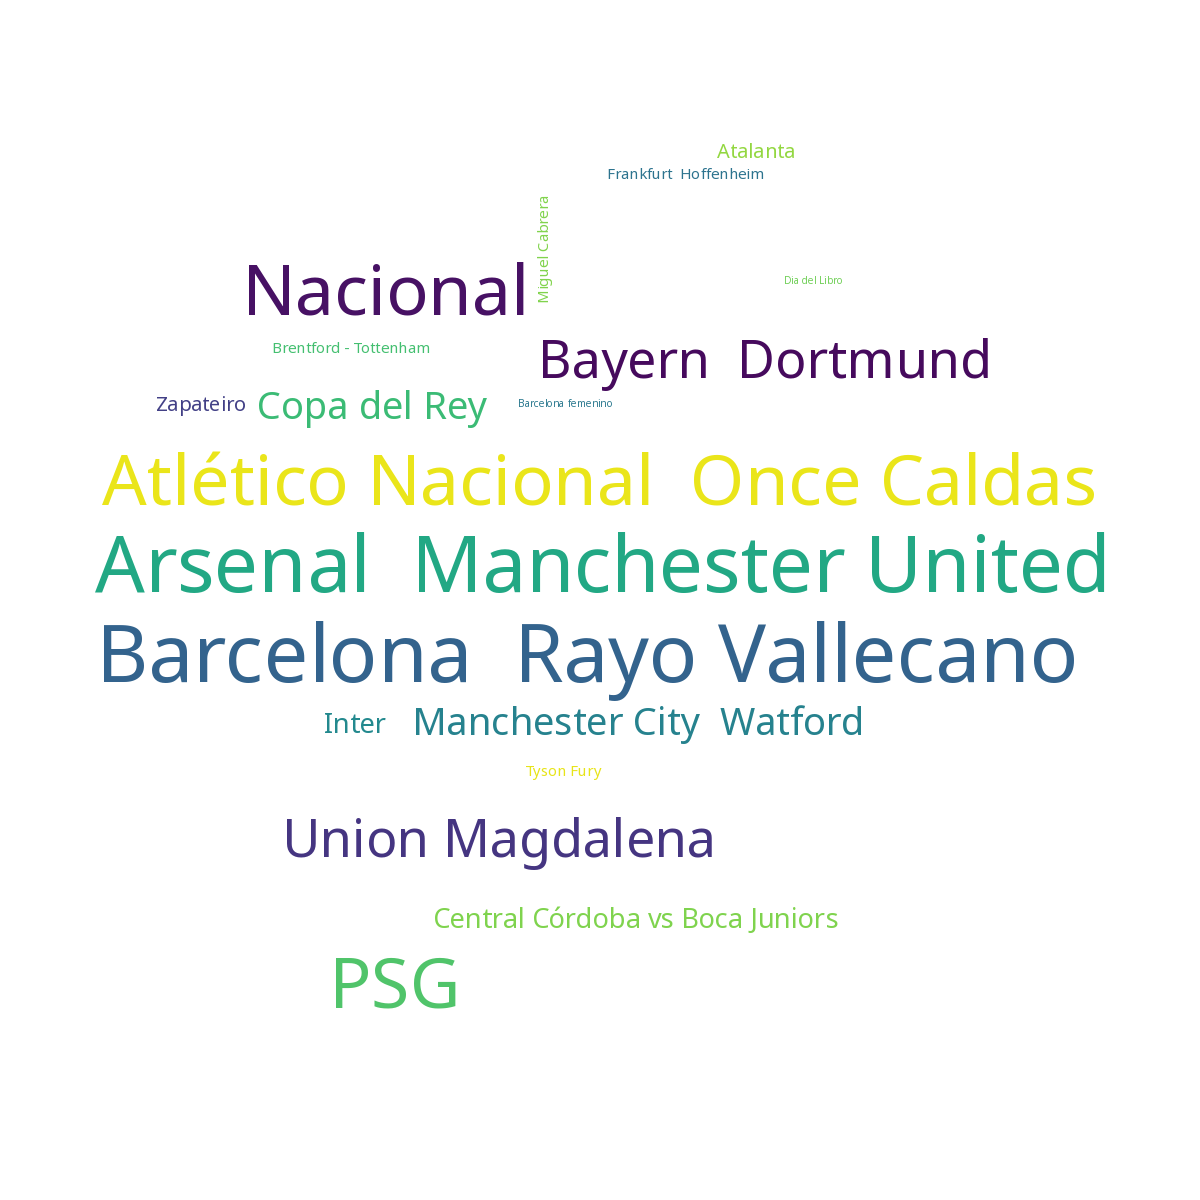 Atalanta
Frankfurt  Hoffenheim
Miguel Cabrera
Nacional
Dia del Libro
Brentford - Tottenham
Bayern  Dortmund
Zapateiro
Copa del Rey
Barcelona femenino
Atlético Nacional  Once Caldas
Arsenal  Manchester United
Barcelona  Rayo Vallecano
Inter
Manchester City  Watford
Tyson Fury
Union Magdalena
Central Córdoba vs Boca Juniors
PSG